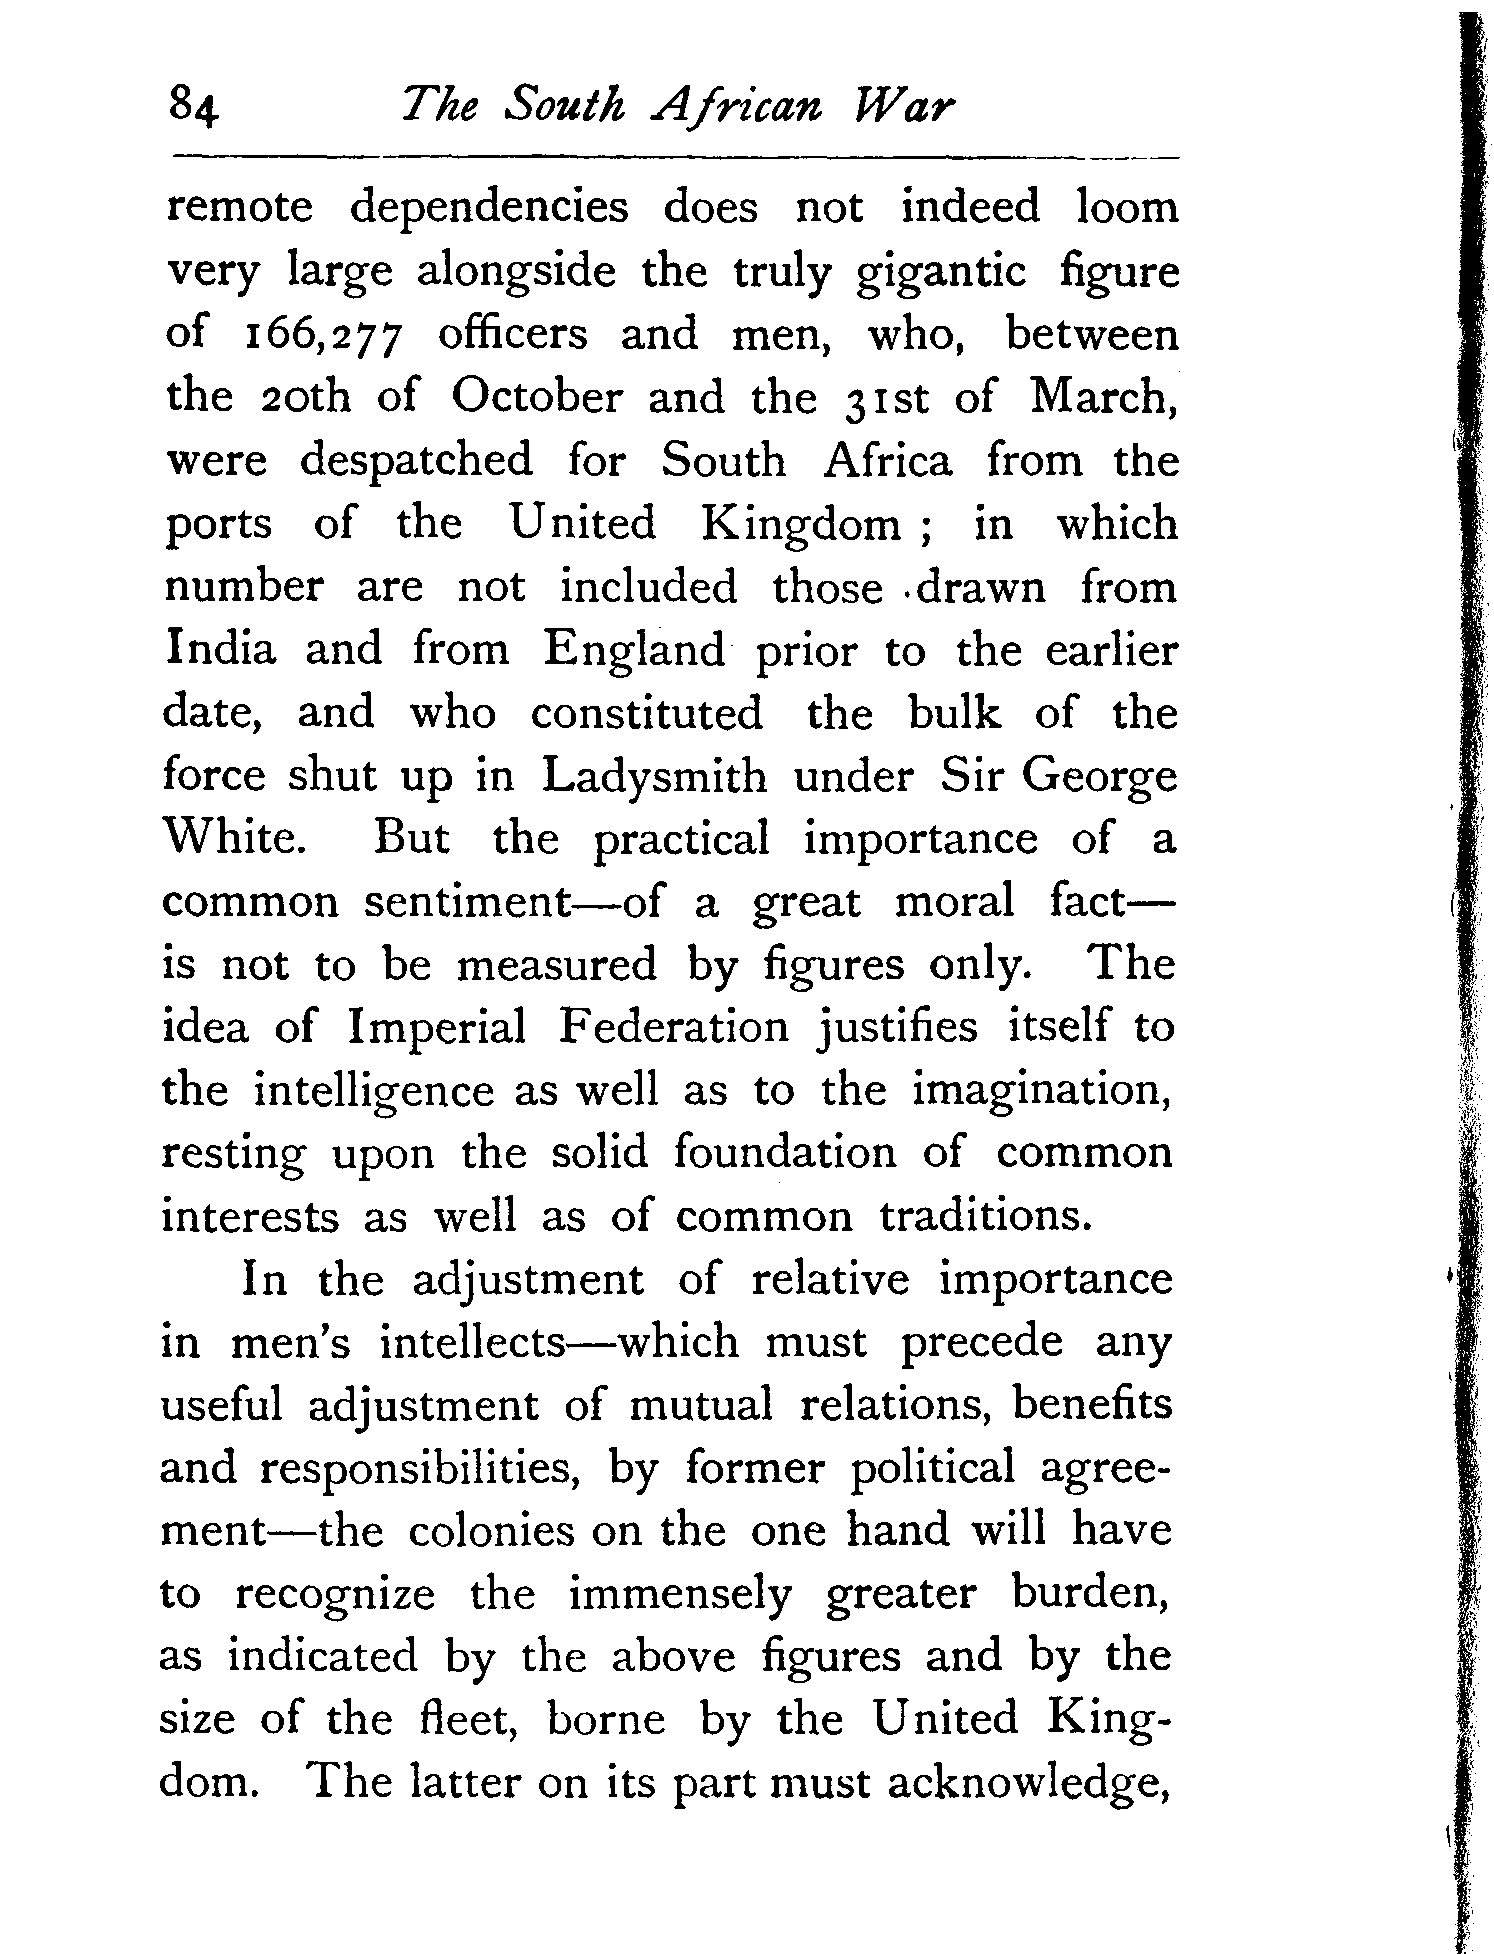 84 The South African War
remote dependencies does not indeed loom
very large alongside the truly gigantic figure
of 166,277 officers and men, who, between
the 20th of October and the 31st of March,
were despatched for South Africa from the
ports of the United Kingdom ; in which
number are not included those drawn from
India and from England prior to the earlier
date, and who constituted the bulk of the
force shut up in Ladysmith under Sir George
White. But the practical importance of a
common sentiment—of a great moral fact—
is not to be measured by figures only. The
idea of Imperial Federation justifies itself to
the intelligence as well as to the imagination,
resting upon the solid foundation of common
interests as well as of common traditions.
In the adjustment of relative importance
in men's intellects—which must precede any
useful adjustment of mutual relations, benefits
and responsibilities, by former political agree-
ment—the colonies on the one hand will have
to recognize the immensely greater burden,
as indicated by the above figures and by the
size of the fleet, borne by the United King-
dom. The latter on its part must acknowledge,